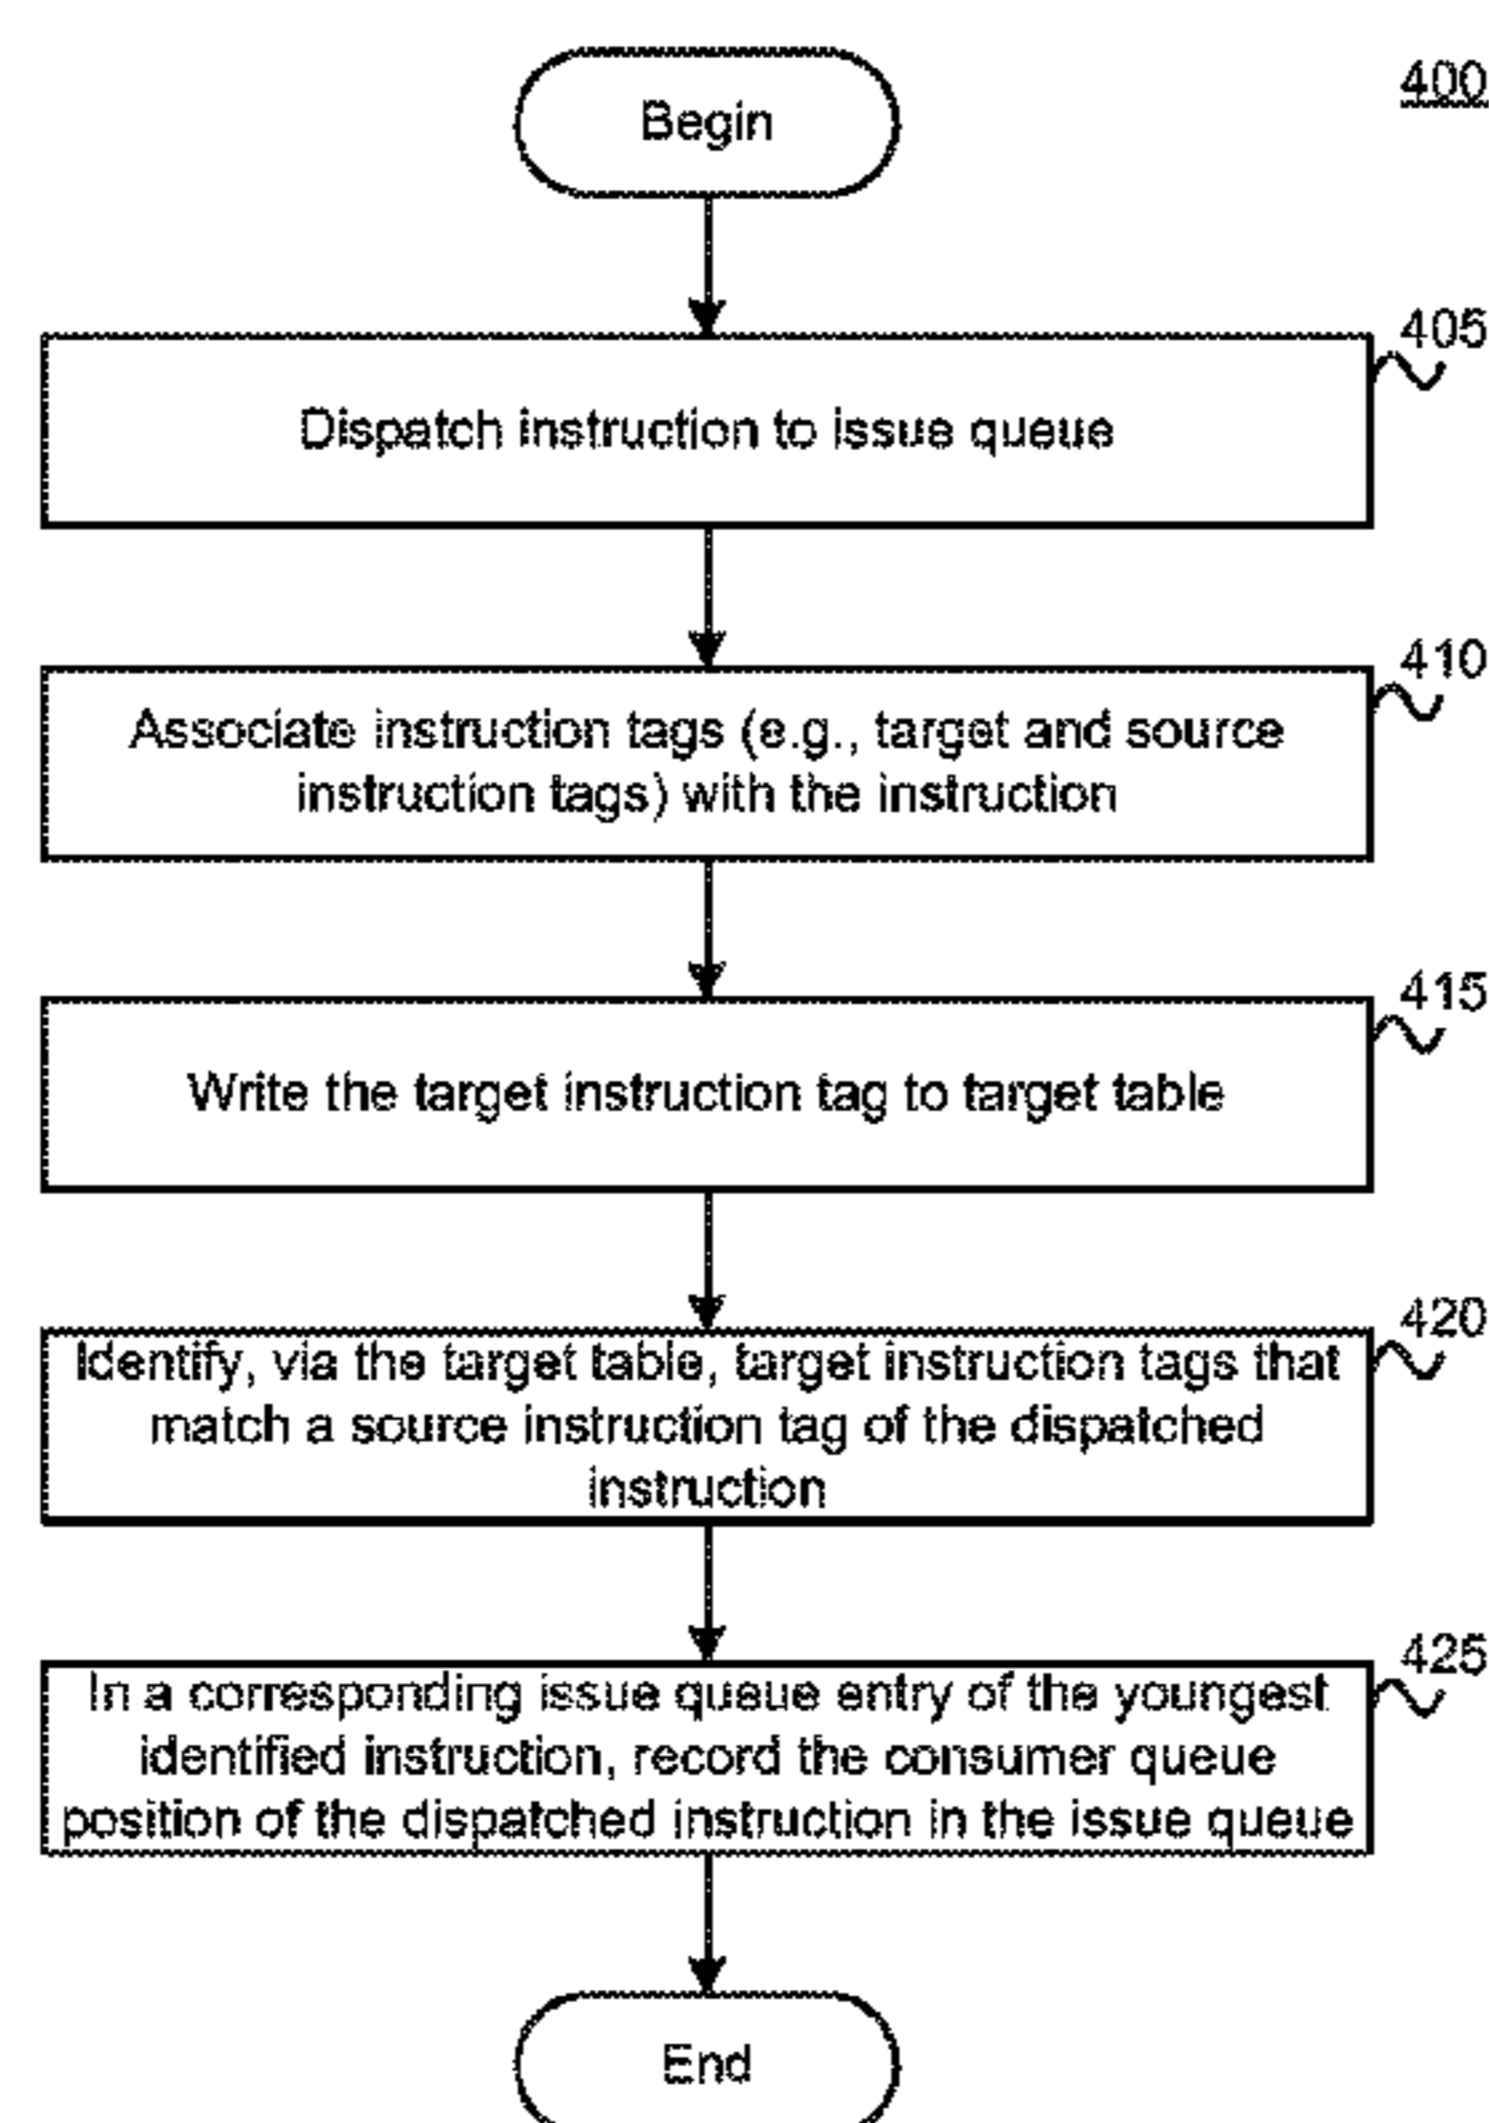 400
Begin
405
Dispatch instruction to issue queue
410
Associate instruction tags (e.g., target and source
instruction tags) with the instruction
415
Write the target instruction tag to target table
420
Identify, via the target table, target instruction tags that
match a source instruction tag of the dispatched
instruction
425
In a corresponding issue queue entry of the youngest
identified instruction, record the consumer queue
position of the dispatched instruction in the issue queue
End